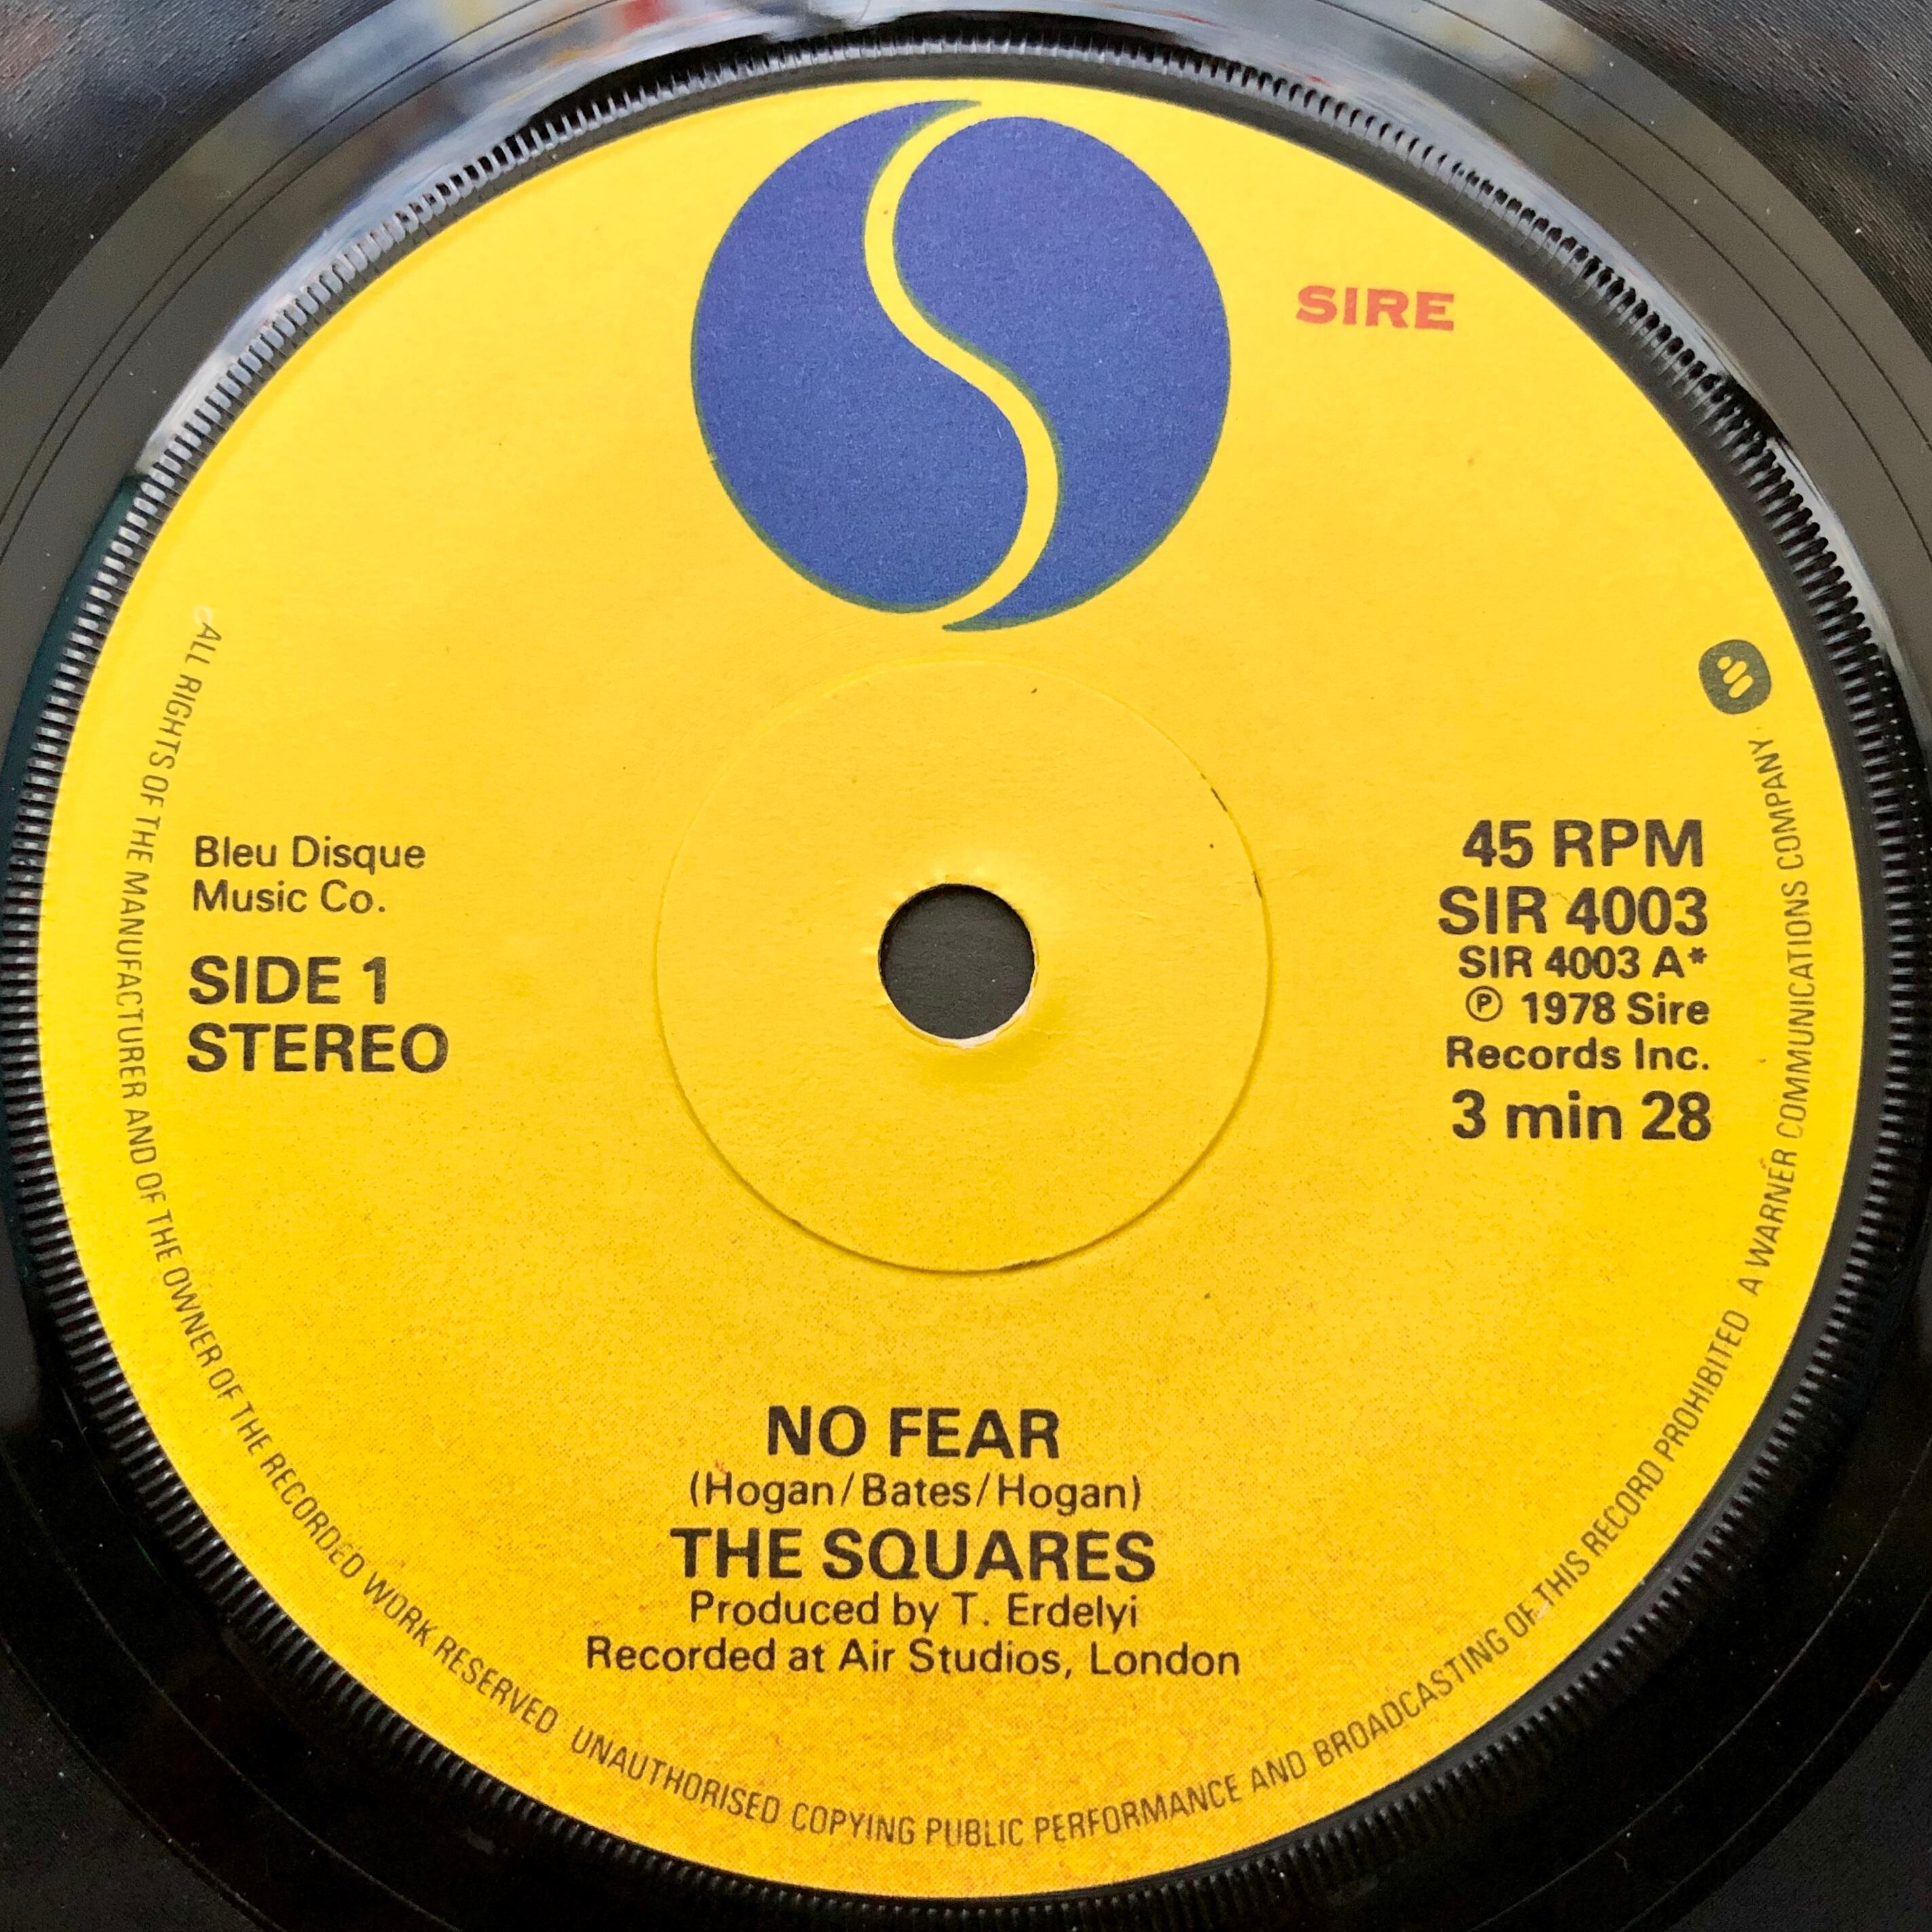 SIRE
Bleu Disque
Music Co.
SIDE 1
STEREO
45 RPM
SIR 4003
SIR 4003 A*
℗ 1978 Sire
Records Inc.
3 min 28
NO FEAR
(Hogan/Bates/Hogan)
THE SQUARES
Produced by T. Erdelyi
Recorded at Air Studios, London
ALL RIGHTS OF THE MANUFACTURER AND OF THE OWNER OF THE RECORDED WORK RESERVED UNAUTHORISED COPYING PUBLIC PERFORMANCE AND BROADCASTING OF THIS RECORD PROHIBITED A WARNER COMMUNICATIONS COMPANY